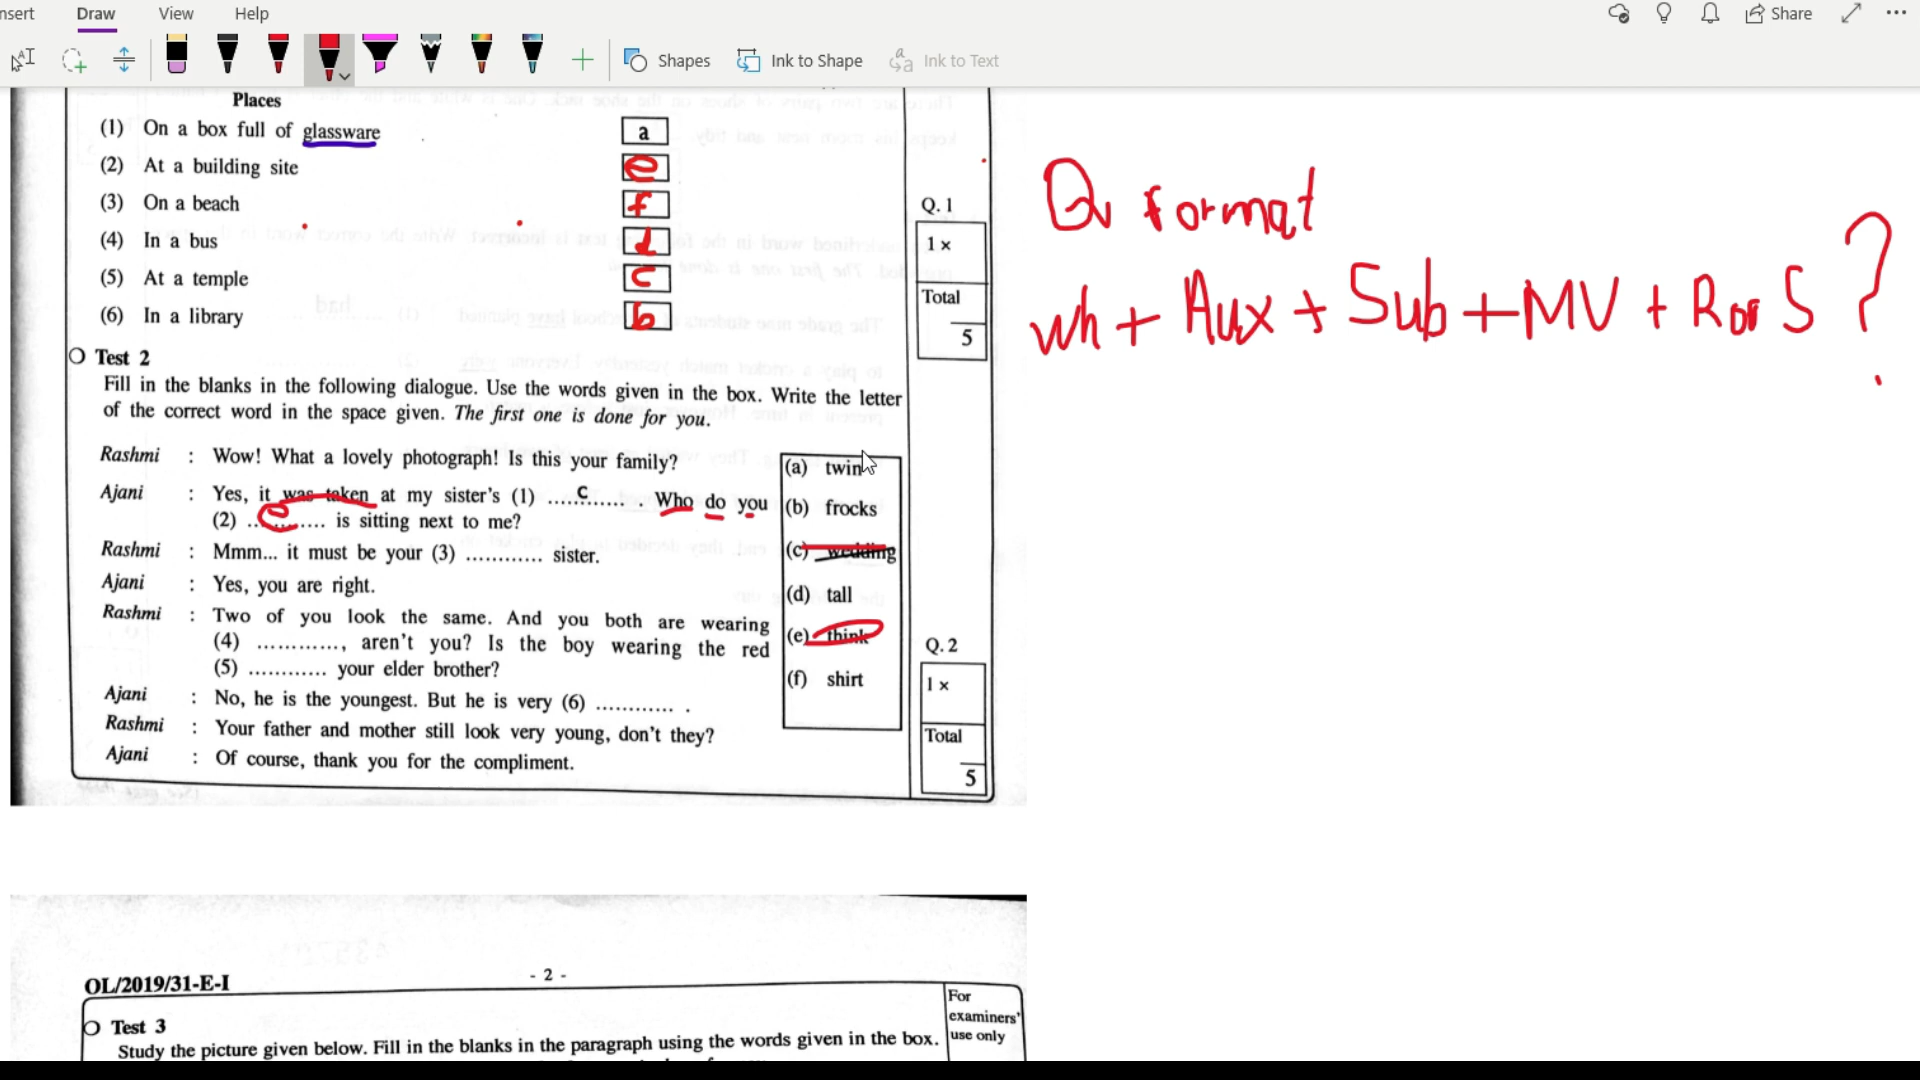 nsert Draw View Help Share
Shapes Ink to Shape Ink to Text
Places
(1) On a box full of glassware a
(2) At a building site e
(3) On a beach f
(4) In a bus d
(5) At a temple c
(6) In a library b
Q. 1
1 x
Total
5
Qu format
Wh + Aux + Sub + MV + R or S ?
Test 2
Fill in the blanks in the following dialogue. Use the words given in the box. Write the letter
of the correct word in the space given. The first one is done for you.
Rashmi : Wow! What a lovely photograph! Is this your family?
Ajani : Yes, it was taken at my sister's (1) ......c...... . Who do you
(2) ...e......... is sitting next to me?
Rashmi : Mmm... it must be your (3) ............ sister.
Ajani : Yes, you are right.
Rashmi : Two of you look the same. And you both are wearing
(4) ............, aren't you? Is the boy wearing the red
(5) ............ your elder brother?
Ajani : No, he is the youngest. But he is very (6) ............ .
Rashmi : Your father and mother still look very young, don't they?
Ajani : Of course, thank you for the compliment.
(a) twin
(b) frocks
(c) wedding
(d) tall
(e) think
(f) shirt
Q. 2
1 x
Total
5
OL/2019/31-E-I
- 2 -
For
examiners'
use only
Test 3
Study the picture given below. Fill in the blanks in the paragraph using the words given in the box.